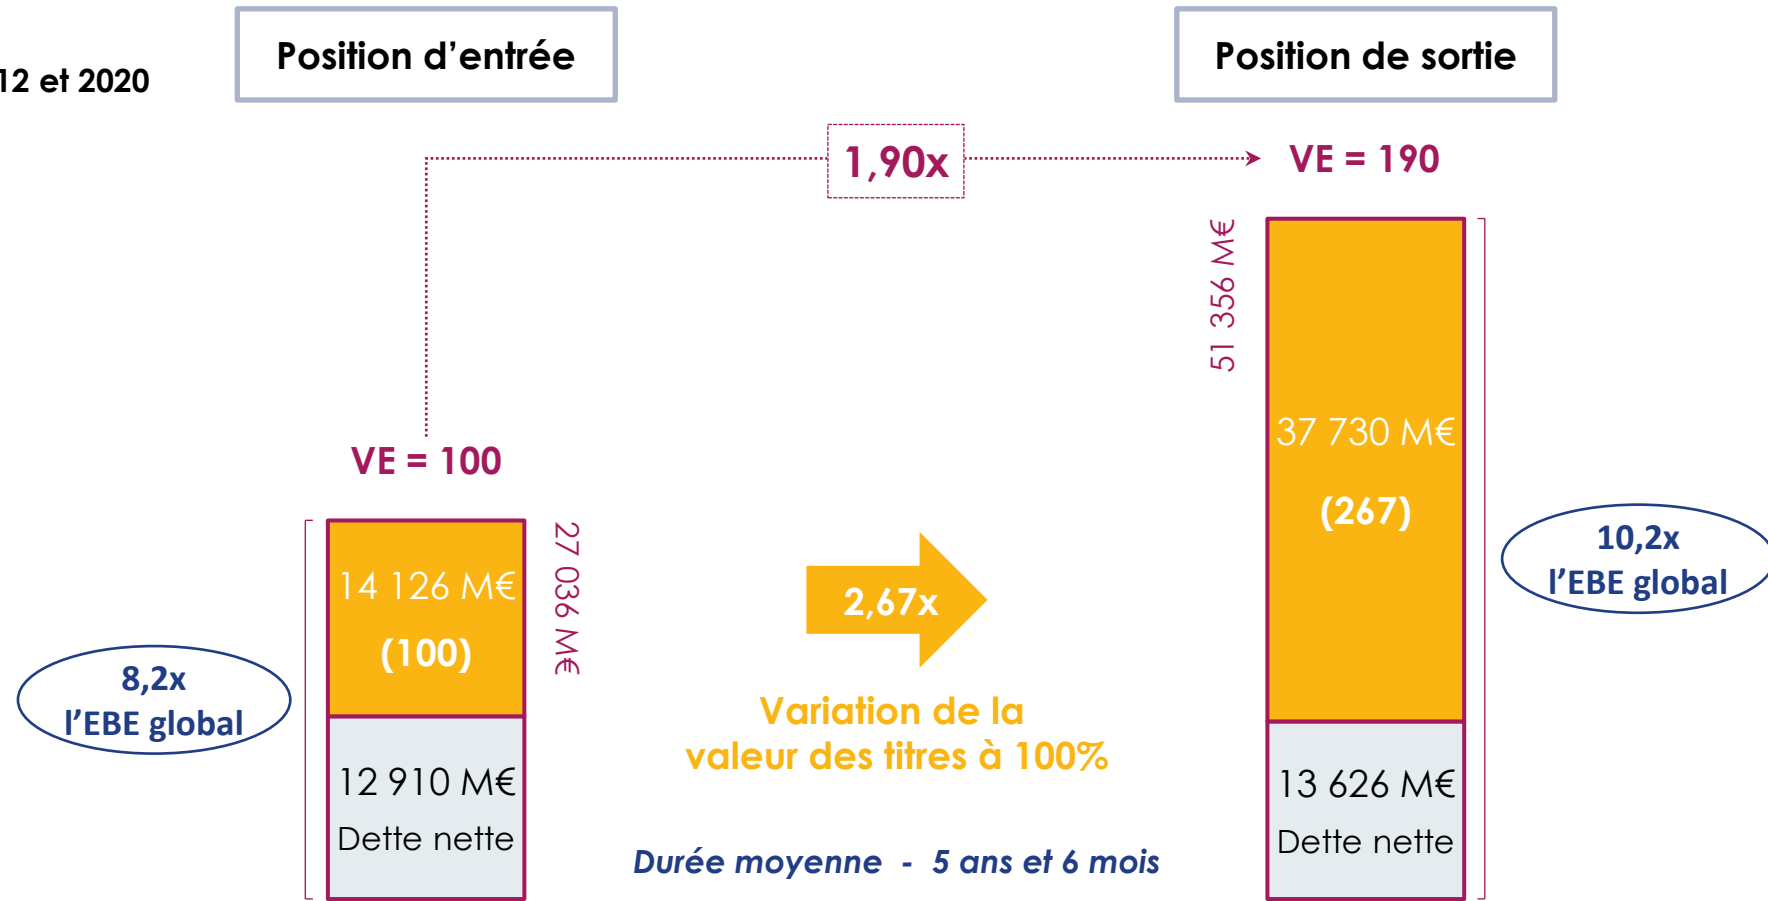 12 et 2020
Position d’entrée
Position de sortie
1,90x
VE = 190
VE = 100
51 356 M€
37 730 M€
(267)
27 036 M€
14 126 M€
(100)
2,67x
10,2x
l’EBE global
8,2x
l’EBE global
Variation de la
valeur des titres à 100%
12 910 M€
Dette nette
13 626 M€
Dette nette
Durée moyenne - 5 ans et 6 mois